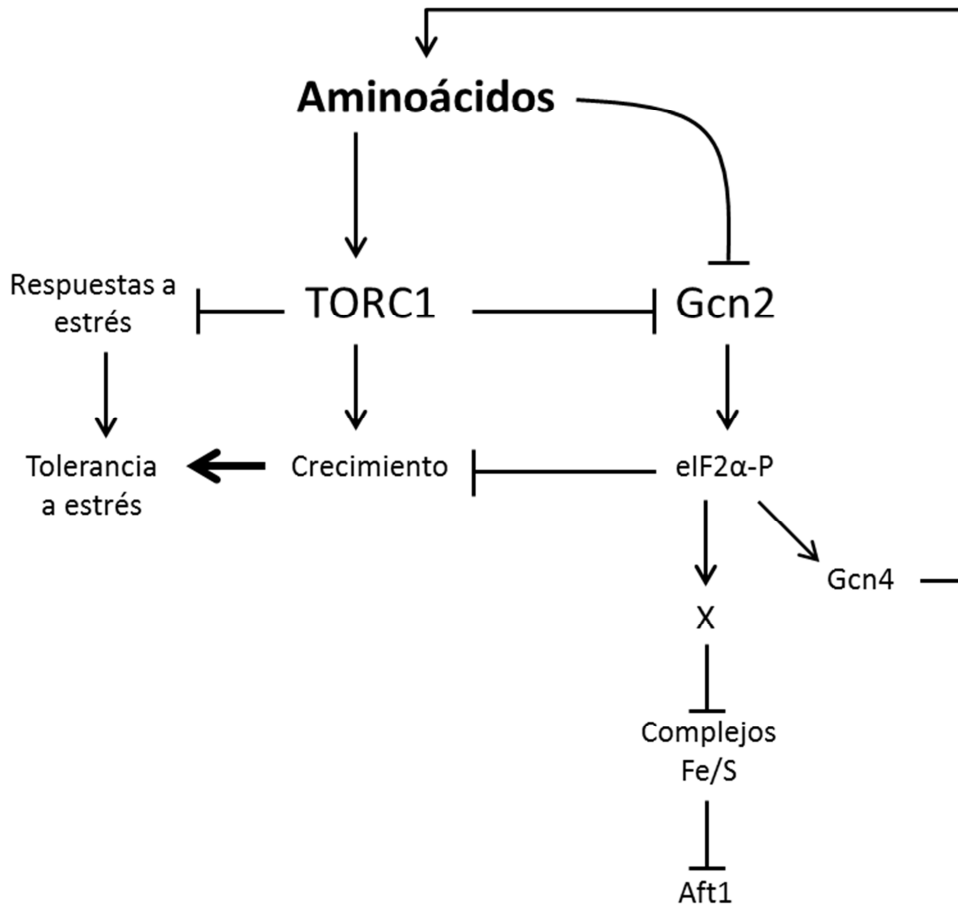 Aminoácidos
Respuestas a
estrés
TORC1
Gcn2
Tolerancia
a estrés
Crecimiento
eIF2α-P
Gcn4
X
Complejos
Fe/S
Aft1